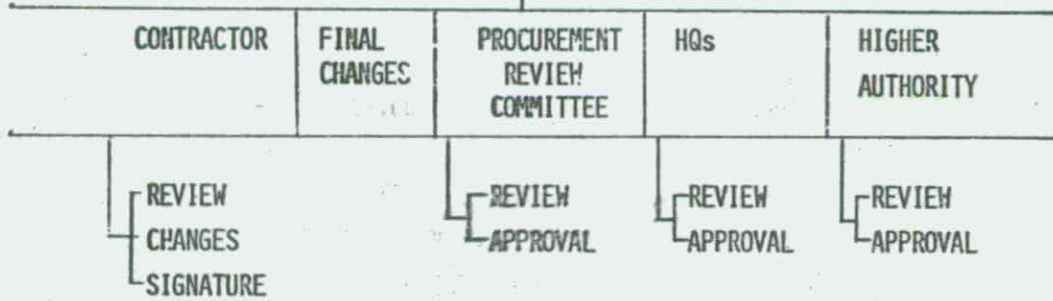 CONTRACTOR
FINAL
CHANGES
PROCUREMENT
REVIEW
COMMITTEE
HQs
HIGHER
AUTHORITY
REVIEW
CHANGES
SIGNATURE
REVIEW
APPROVAL
REVIEW
APPROVAL
REVIEW
APPROVAL